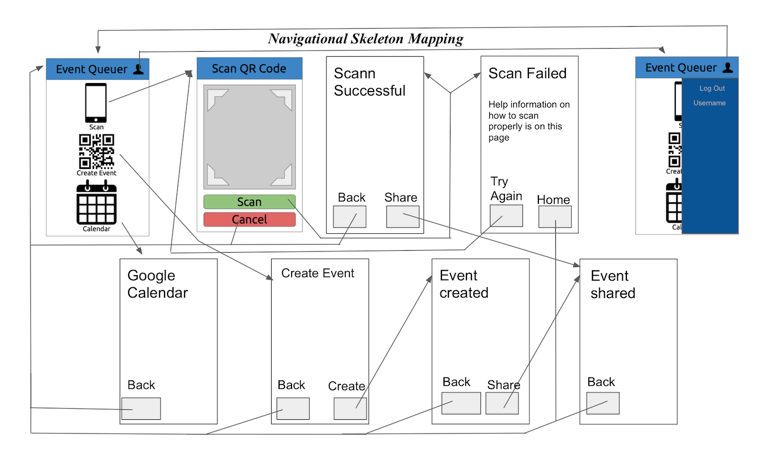 Navigational Skeleton Mapping
Event Queuer
Scan
Create Event
Calendar
Scan QR Code
Scan
Cancel
Scann
Successful
Back
Share
Scan Failed
Help information on
how to scan
properly is on this
page
Try
Again
Home
Event Queuer
Log Out
Username
S
Creat
Cal
Google
Calendar
Back
Create Event
Back
Create
Event
created
Back
Share
Event
shared
Back